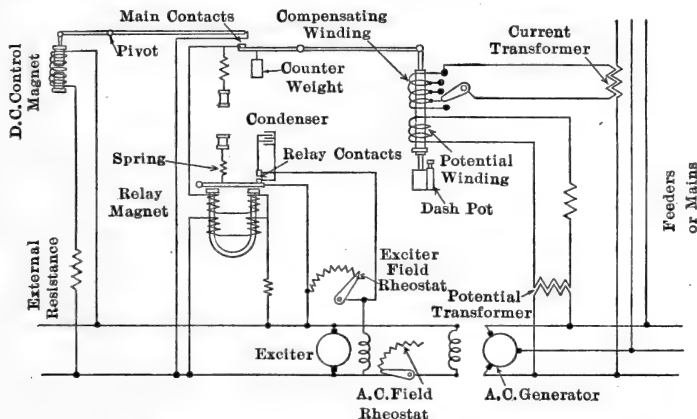 Main Contacts
Compensating
Winding
Current
Transformer
Pivot
D.C.Control
Magnet
Counter
Weight
Condenser
Spring
Relay Contacts
Potential
Winding
Relay
Magnet
Dash Pot
Feeders
or Mains
External
Resistance
Exciter
Field
Rheostat
Potential
Transformer
Exciter
A.C.Field
Rheostat
A.C.Generator